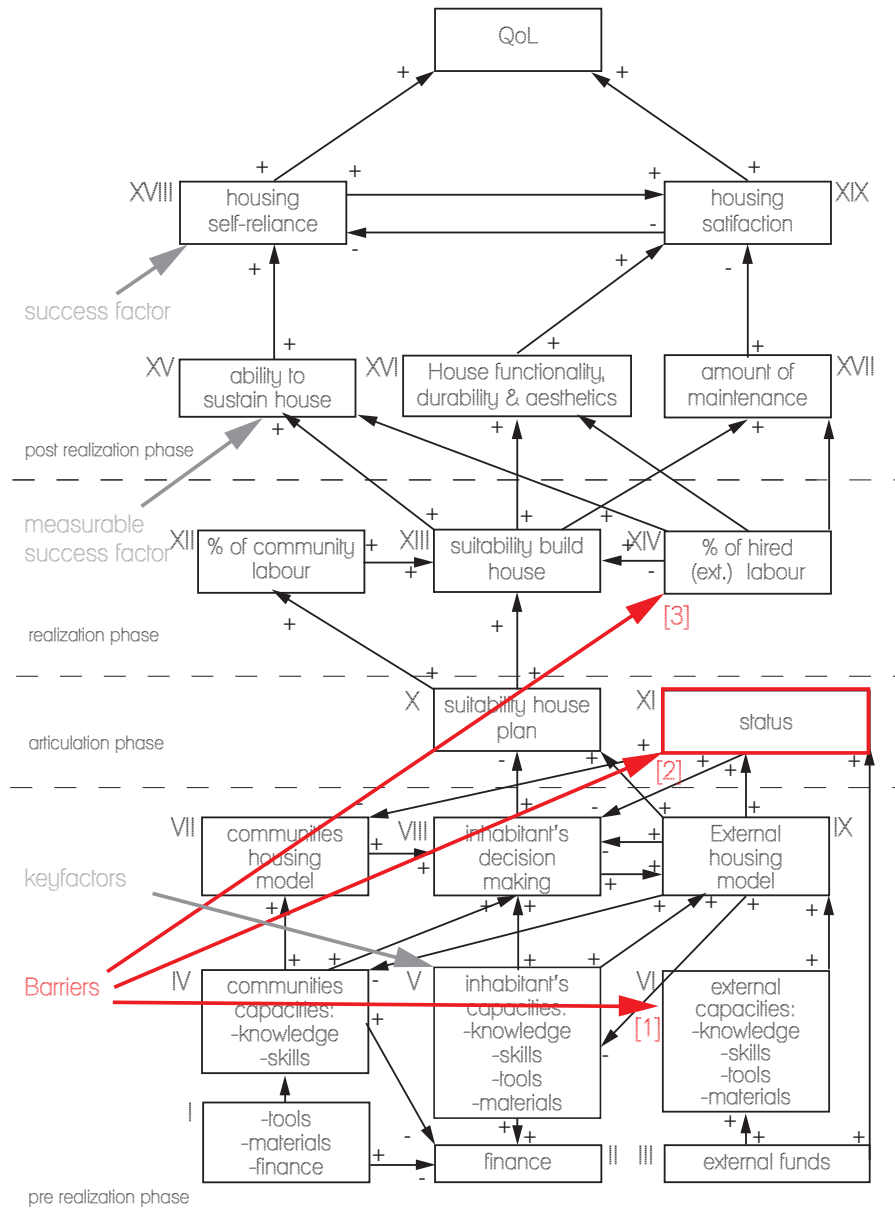 QoL
+ +
+ + + +
XVIII housing self-reliance
housing satifaction XIX
- -
+ + -
success factor
+ + +
XV ability to sustain house
XVI House functionality, durability & aesthetics
amount of maintenance XVII
+ + +
post realization phase
measurable success factor
+ + +
XII % of community labour
+ +
XIII suitability build house
+ -
XIV % of hired (ext.) labour
[3]
+ +
realization phase
+ +
X suitability house plan
XI status
articulation phase
- + + + + +
[2]
- + - + +
VII communities housing model
+ +
VIII inhabitant's decision making
+ - + +
External housing model IX
keyfactors
+ + + + + + +
Barriers
+ + - + + +
IV communities capacities:
-knowledge
-skills
+
V inhabitant's capacities:
-knowledge
-skills
-tools
-materials
-
VI external capacities:
-knowledge
-skills
-tools
-materials
[1]
I -tools
-materials
-finance
+ -
- + +
finance II
+ + +
III external funds
pre realization phase